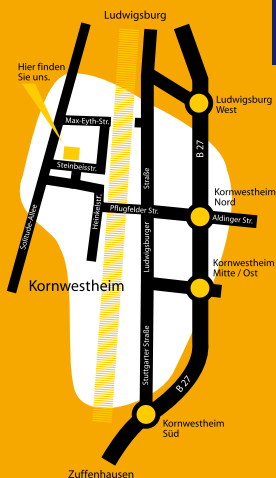 Ludwigsburg
Hier finden
Sie uns.
Ludwigsburg
West
Max-Eyth-Str.
B 27
Steinbeisstr.
Straße
Kornwestheim
Nord
Heinkelstr.
Pflugfelder Str.
Aldinger Str.
Solitude-Allee
Ludwigsburger
Kornwestheim
Mitte / Ost
Kornwestheim
Stuttgarter Straße
B 27
Kornwestheim
Süd
Zuffenhausen